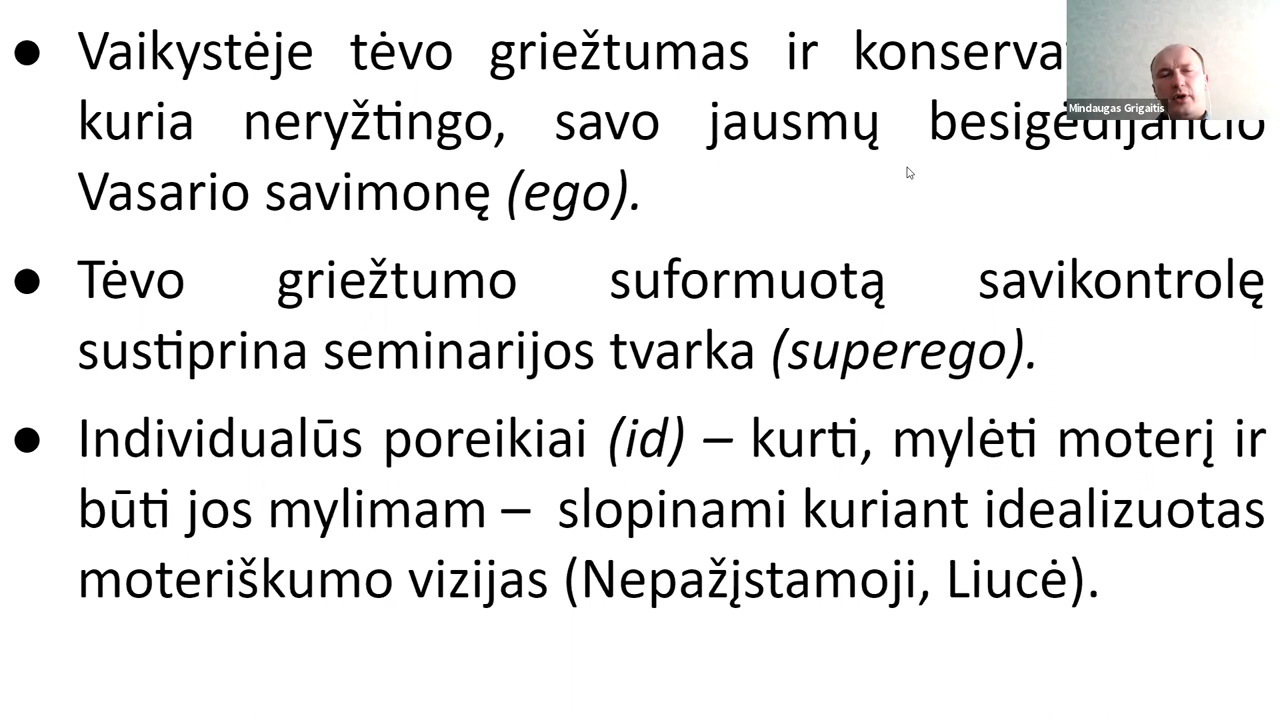 ● Vaikystėje tėvo griežtumas ir
Mindaugas Grigaitis
kuria neryžtingo, savo jausmų besigėdijančio
Vasario savimonę (ego).
● Tėvo griežtumo suformuotą savikontrolę
sustiprina seminarijos tvarka (superego).
● Individualūs poreikiai (id) – kurti, mylėti moterį ir
būti jos mylimam – slopinami kuriant idealizuotas
moteriškumo vizijas (Nepažįstamoji, Liucė).